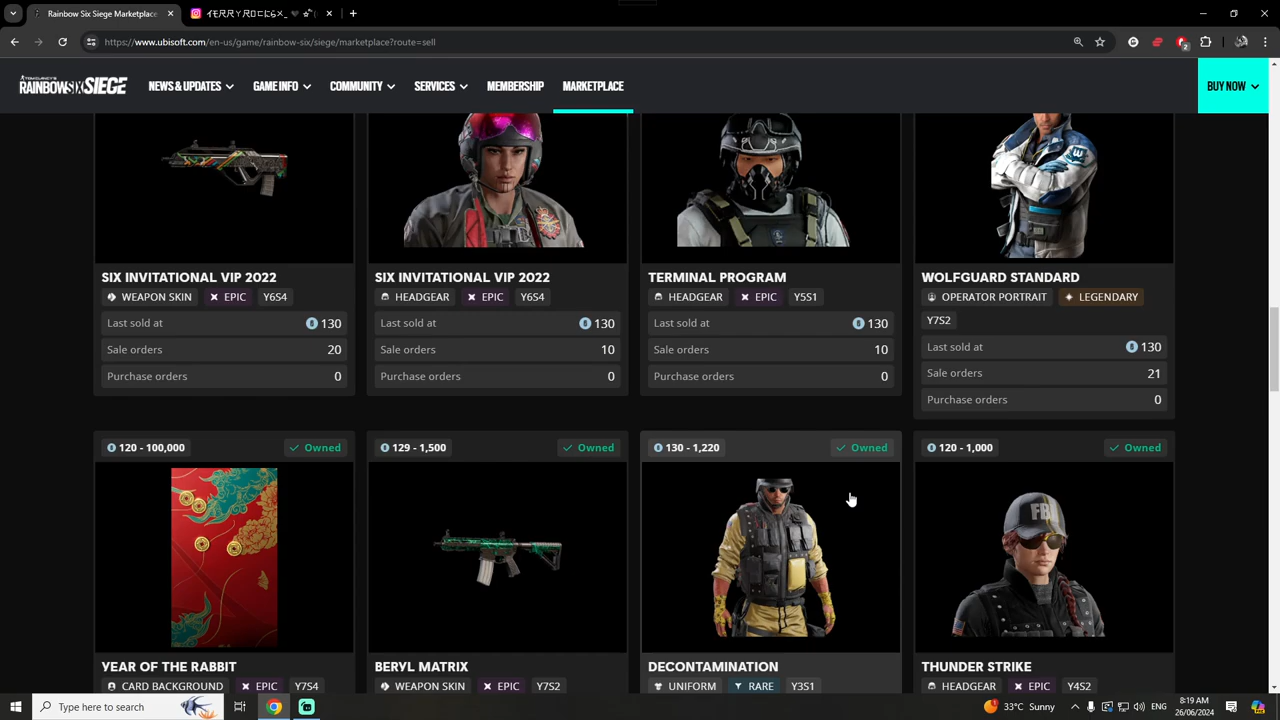 Rainbow Six Siege Marketplace
https://www.ubisoft.com/en-us/game/rainbow-six/siege/marketplace?route=sell
TOM CLANCY'S
RAINBOWSIXSIEGE
NEWS & UPDATES
GAME INFO
COMMUNITY
SERVICES
MEMBERSHIP
MARKETPLACE
BUY NOW
SIX INVITATIONAL VIP 2022
WEAPON SKIN EPIC Y6S4
Last sold at 130
Sale orders 20
Purchase orders 0
SIX INVITATIONAL VIP 2022
HEADGEAR EPIC Y6S4
Last sold at 130
Sale orders 10
Purchase orders 0
TERMINAL PROGRAM
HEADGEAR EPIC Y5S1
Last sold at 130
Sale orders 10
Purchase orders 0
WOLFGUARD STANDARD
OPERATOR PORTRAIT LEGENDARY
Y7S2
Last sold at 130
Sale orders 21
Purchase orders 0
120 - 100,000 Owned
YEAR OF THE RABBIT
CARD BACKGROUND EPIC Y7S4
129 - 1,500 Owned
BERYL MATRIX
WEAPON SKIN EPIC Y7S2
130 - 1,220 Owned
DECONTAMINATION
UNIFORM RARE Y3S1
120 - 1,000 Owned
FBI
THUNDER STRIKE
HEADGEAR EPIC Y4S2
Type here to search
33°C Sunny
ENG
8:19 AM
26/06/2024